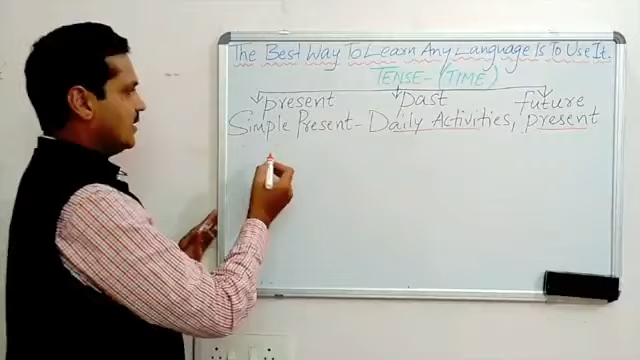 The Best Way To Learn Any Language Is To Use It.
TENSE - (TIME)
present past future
Simple Present - Daily Activities, present